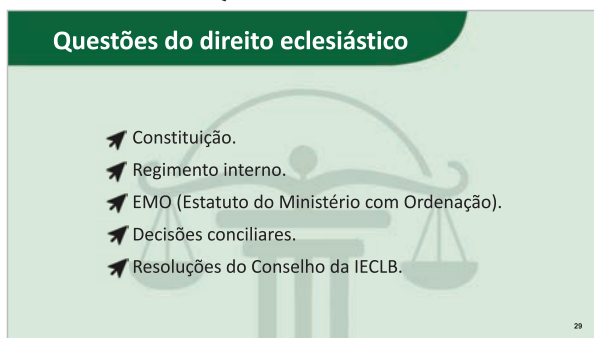 Questões do direito eclesiástico
Constituição.
Regimento interno.
EMO (Estatuto do Ministério com Ordenação).
Decisões conciliares.
Resoluções do Conselho da IECLB.
29